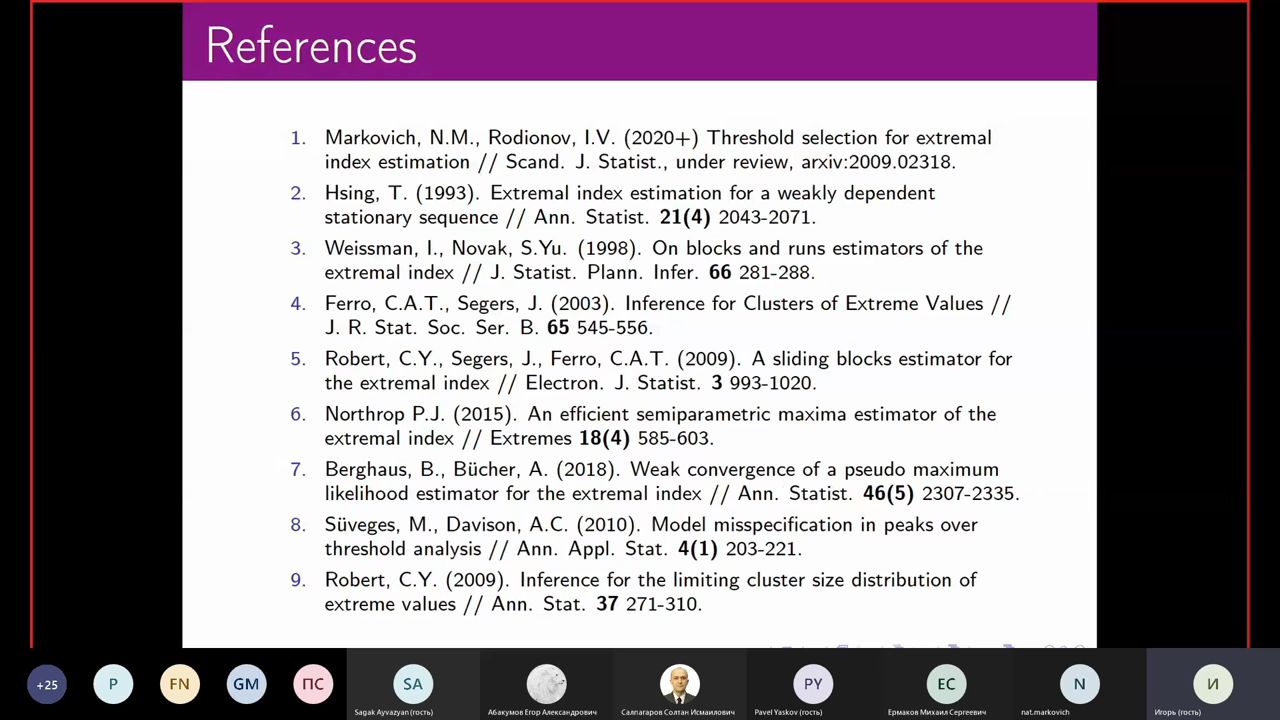 References
1. Markovich, N.M., Rodionov, I.V. (2020+) Threshold selection for extremal
index estimation // Scand. J. Statist., under review, arxiv:2009.02318.
2. Hsing, T. (1993). Extremal index estimation for a weakly dependent
stationary sequence // Ann. Statist. 21(4) 2043-2071.
3. Weissman, I., Novak, S.Yu. (1998). On blocks and runs estimators of the
extremal index // J. Statist. Plann. Infer. 66 281-288.
4. Ferro, C.A.T., Segers, J. (2003). Inference for Clusters of Extreme Values //
J. R. Stat. Soc. Ser. B. 65 545-556.
5. Robert, C.Y., Segers, J., Ferro, C.A.T. (2009). A sliding blocks estimator for
the extremal index // Electron. J. Statist. 3 993-1020.
6. Northrop P.J. (2015). An efficient semiparametric maxima estimator of the
extremal index // Extremes 18(4) 585-603.
7. Berghaus, B., Bücher, A. (2018). Weak convergence of a pseudo maximum
likelihood estimator for the extremal index // Ann. Statist. 46(5) 2307-2335.
8. Süveges, M., Davison, A.C. (2010). Model misspecification in peaks over
threshold analysis // Ann. Appl. Stat. 4(1) 203-221.
9. Robert, C.Y. (2009). Inference for the limiting cluster size distribution of
extreme values // Ann. Stat. 37 271-310.
+25 P FN GM ПС SA PY EC N И
Sagak Ayvazyan (гость) Абакумов Егор Александрович Салпагаров Солтан Исмаилович Pavel Yaskov (гость) Ермаков Михаил Сергеевич nat.markovich Игорь (гость)